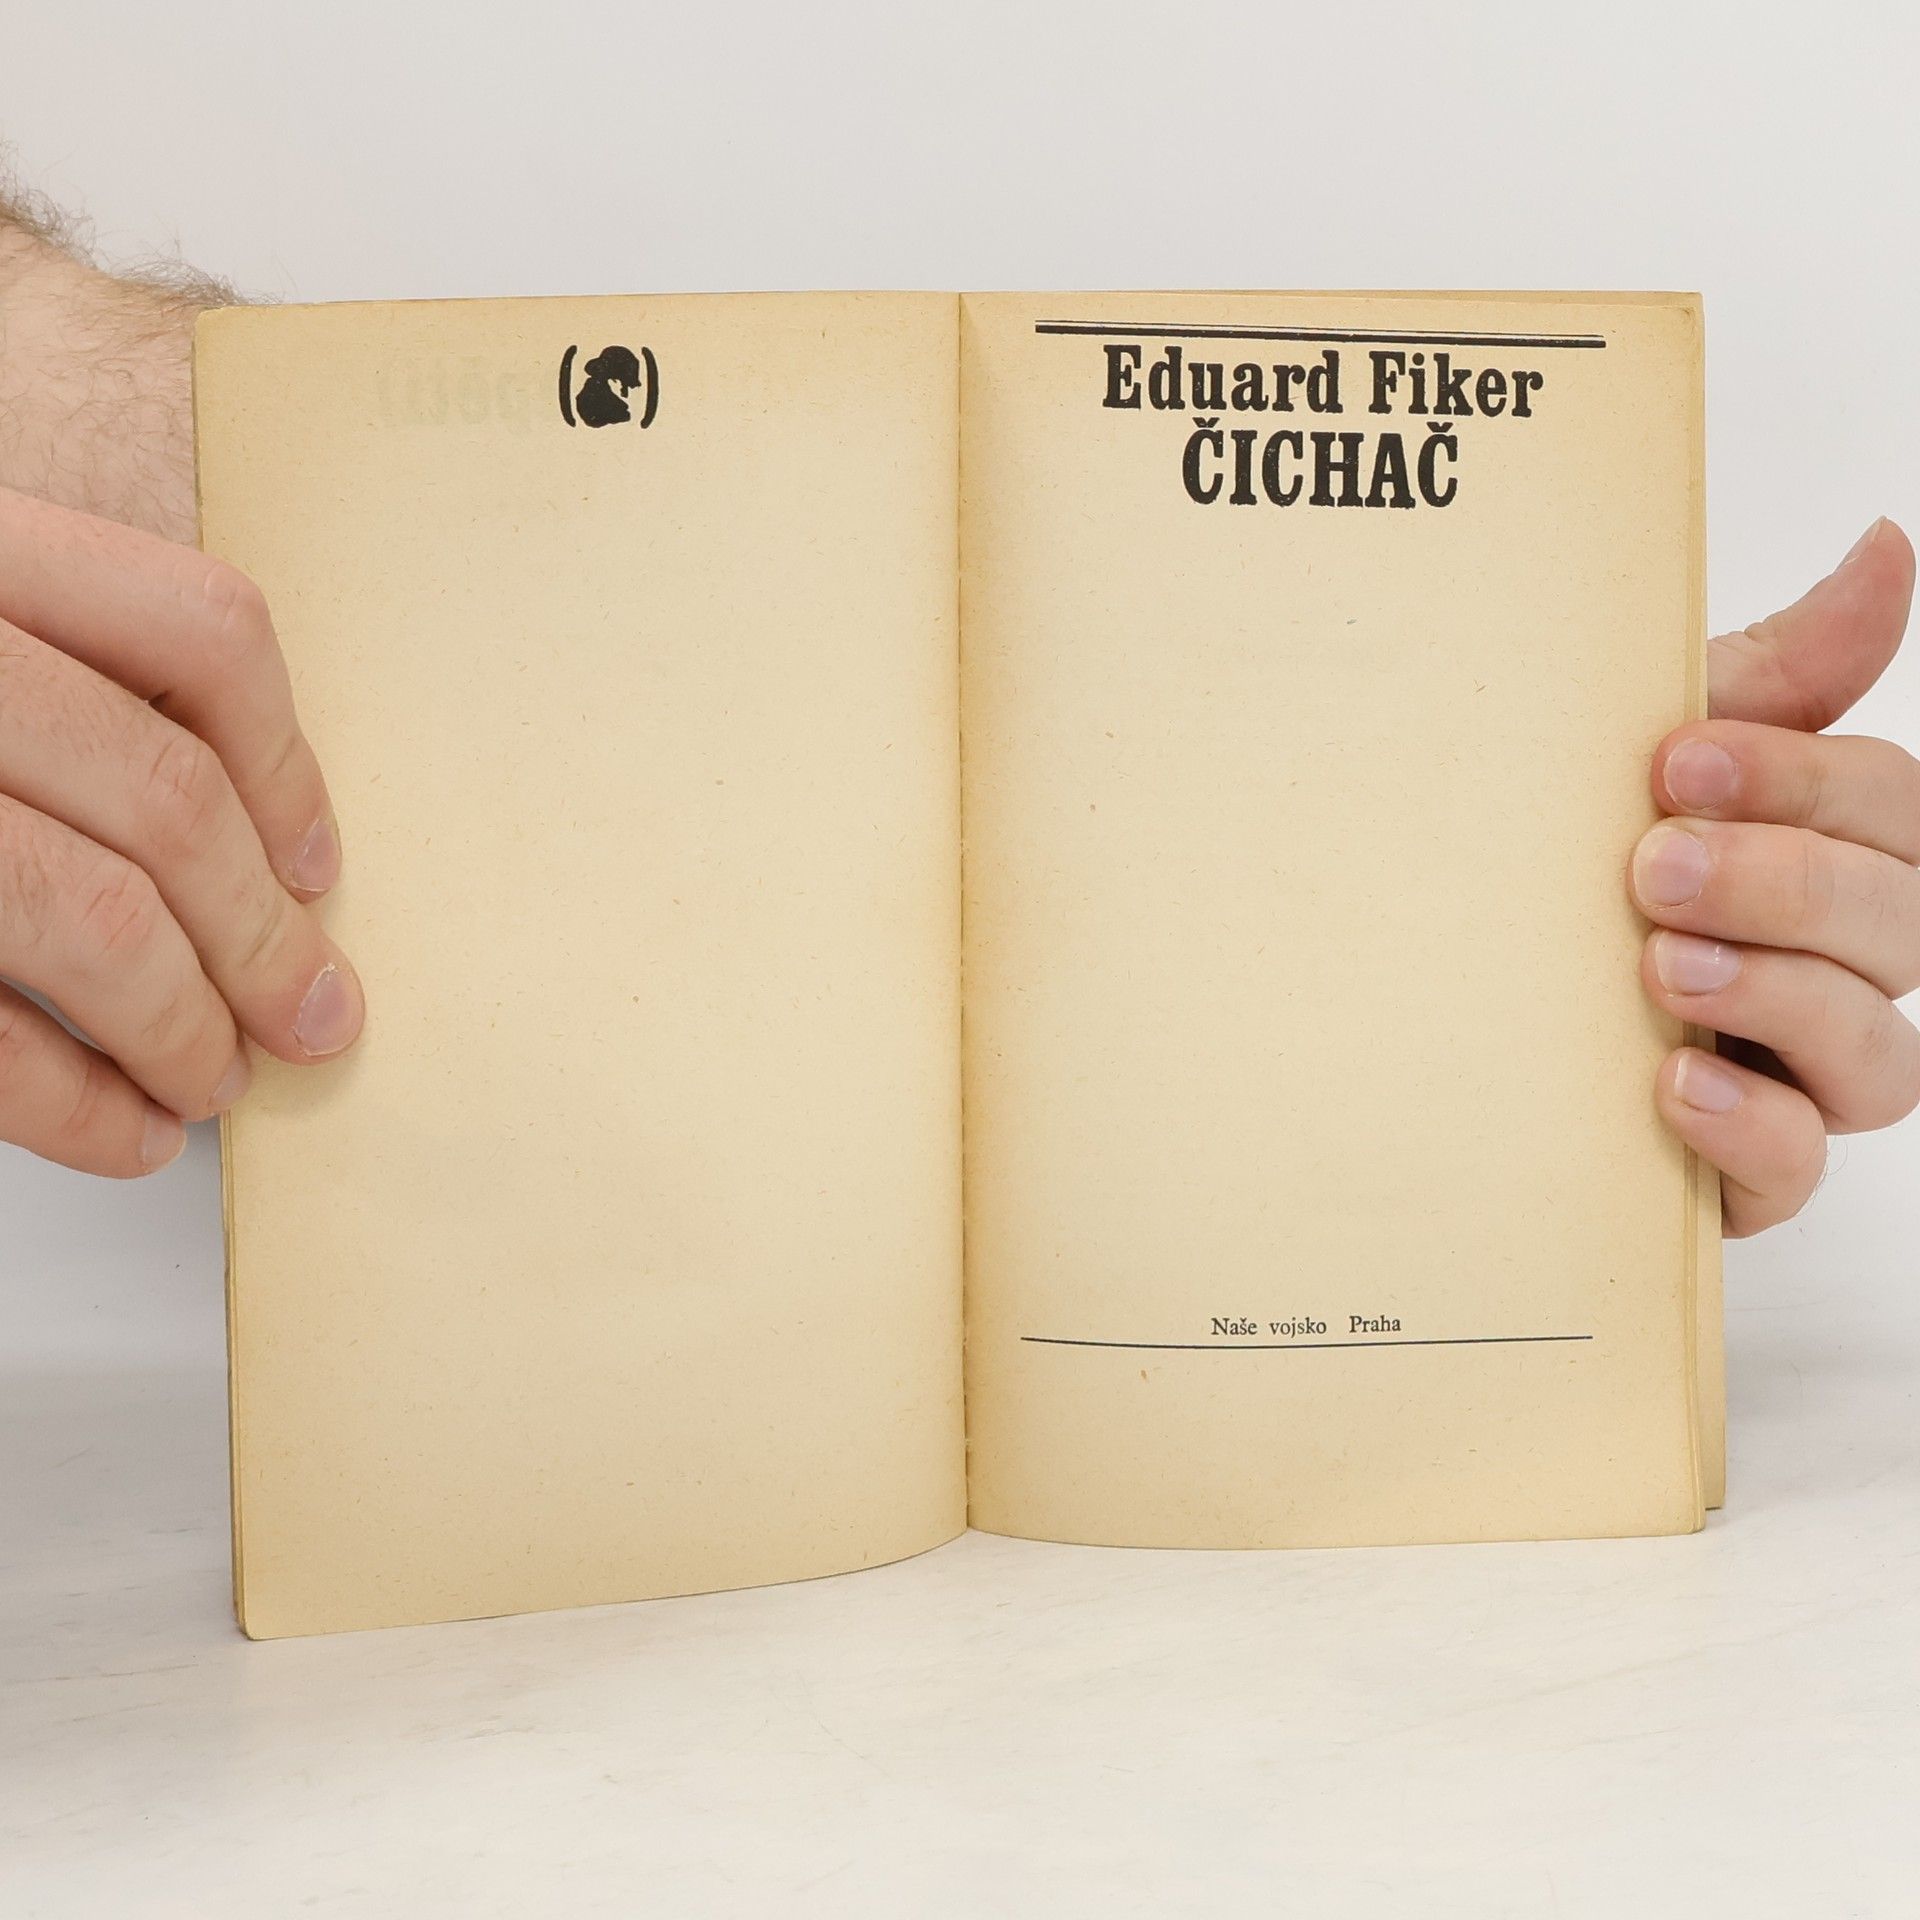 Eduard Fiker
ČICHAČ
Naše vojsko Praha